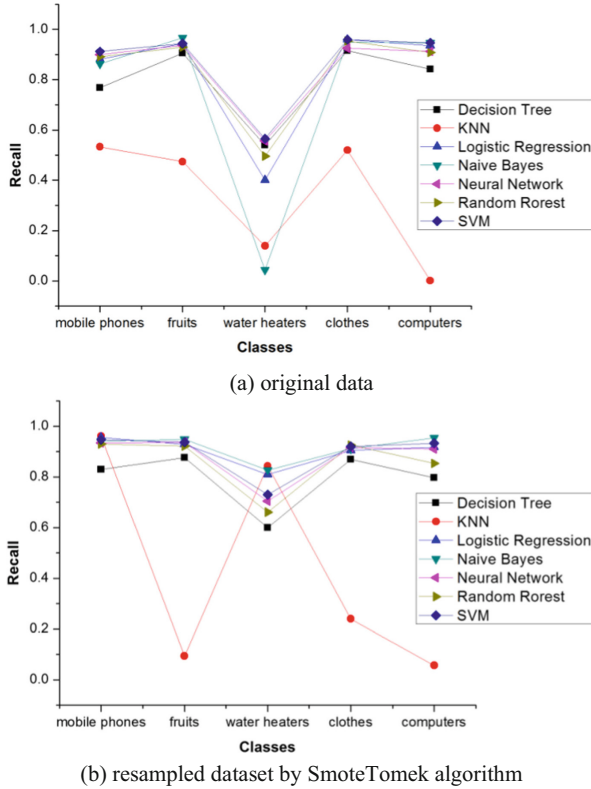 1.0
0.8
0.6
0.4
0.2
0.0
Recall
mobile phones fruits water heaters clothes computers
Classes
Decision Tree
KNN
Logistic Regression
Naive Bayes
Neural Network
Random Rorest
SVM
(a) original data
1.0
0.8
0.6
0.4
0.2
0.0
Recall
mobile phones fruits water heaters clothes computers
Classes
Decision Tree
KNN
Logistic Regression
Naive Bayes
Neural Network
Random Rorest
SVM
(b) resampled dataset by SmoteTomek algorithm